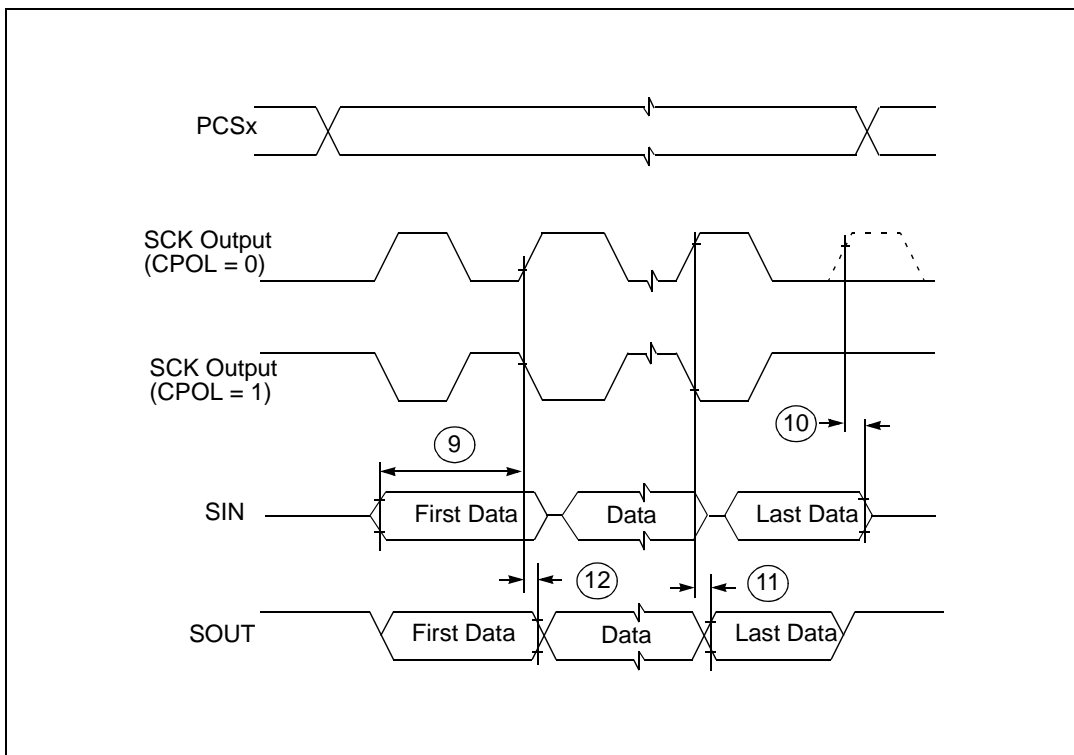 PCSx
SCK Output
(CPOL = 0)
SCK Output
(CPOL = 1)
10
9
SIN
First Data
Data
Last Data
12
11
SOUT
First Data
Data
Last Data